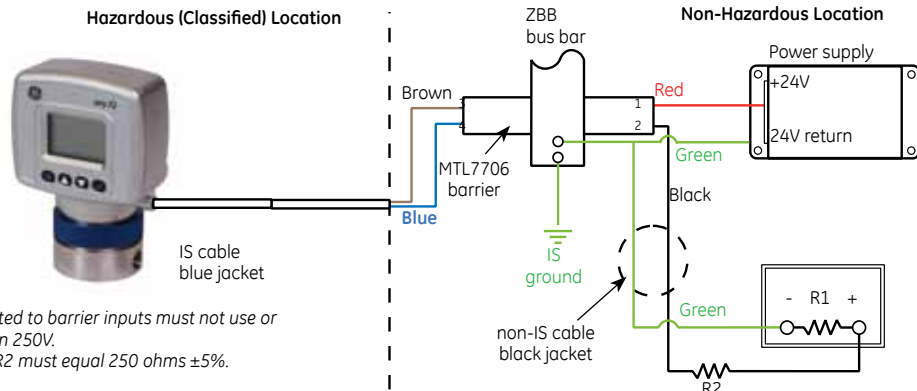 Hazardous (Classified) Location
ZBB
bus bar
Non-Hazardous Location
Power supply
+24V
24V return
Brown
Red
1
2
4
MTL7706
barrier
Green
Black
Blue
IS cable
blue jacket
IS
ground
non-IS cable
black jacket
Green
- R1 +
R2
ted to barrier inputs must not use or
n 250V.
R2 must equal 250 ohms ±5%.